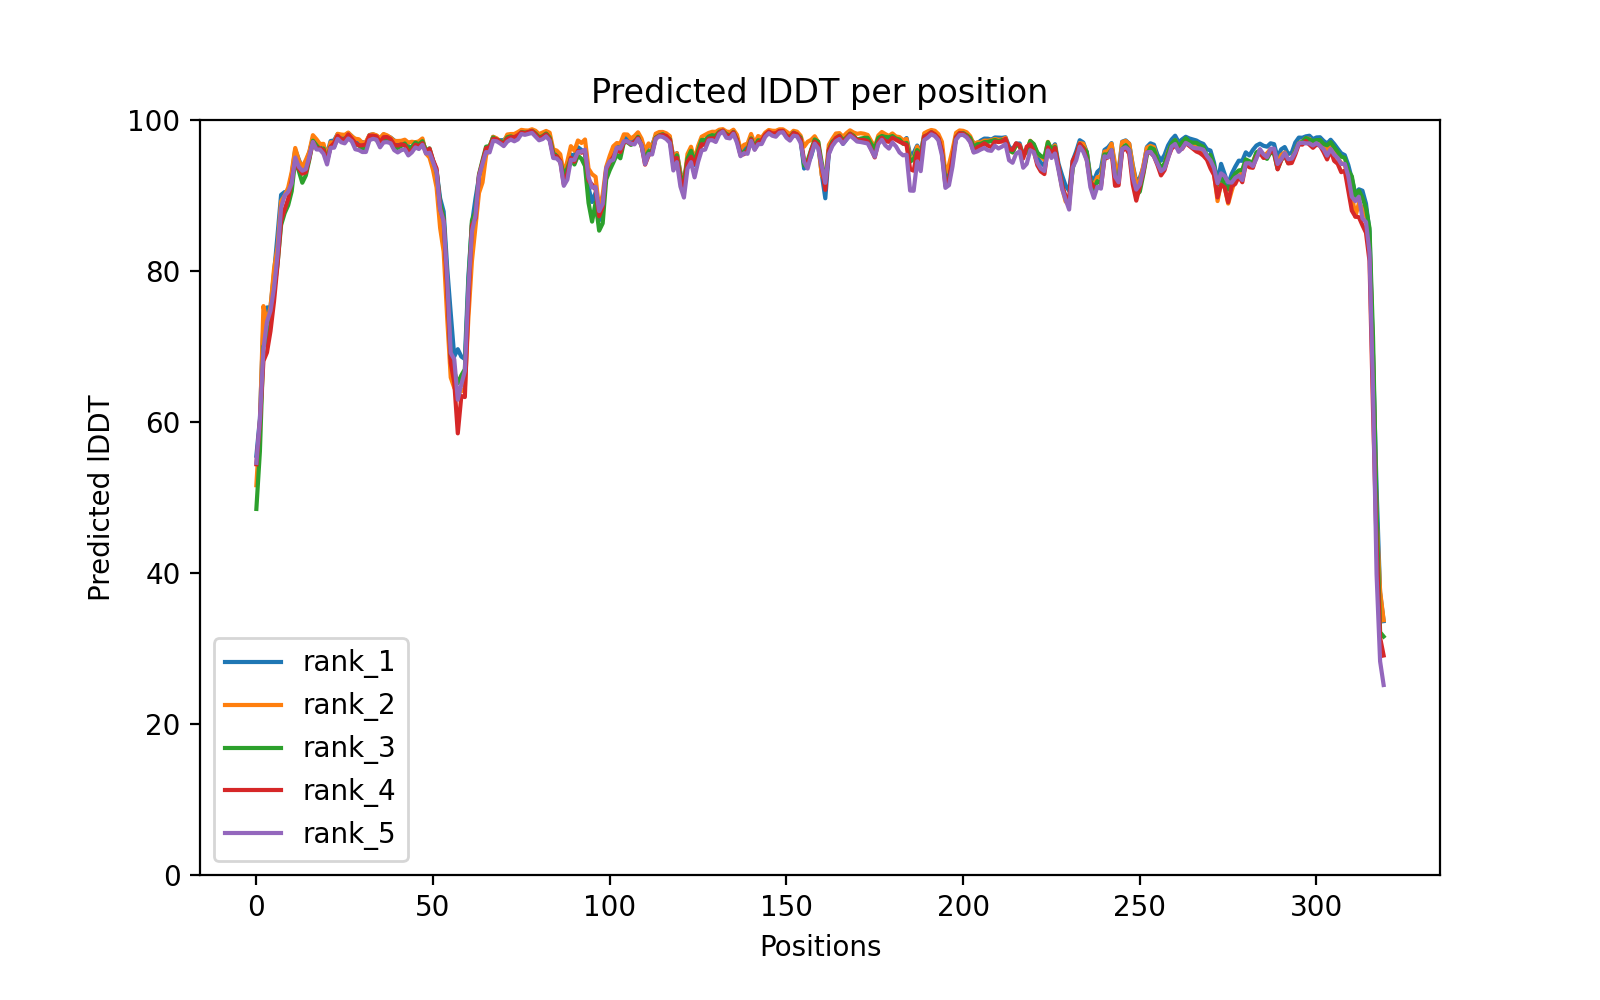 Predicted lDDT per position
100
80
60
40
20
0
Predicted lDDT
rank_1
rank_2
rank_3
rank_4
rank_5
0 50 100 150 200 250 300
Positions